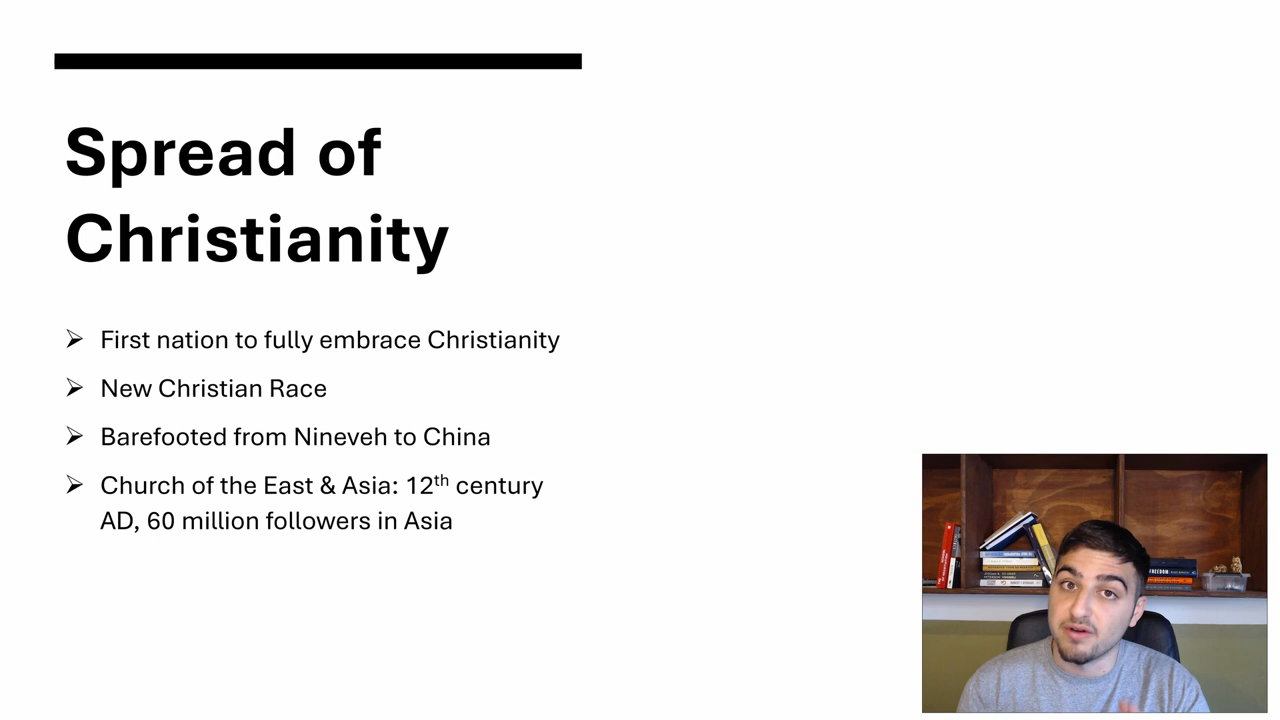 Spread of
Christianity
➢ First nation to fully embrace Christianity
➢ New Christian Race
➢ Barefooted from Nineveh to China
➢ Church of the East & Asia: 12th century
AD, 60 million followers in Asia
FREEDOM